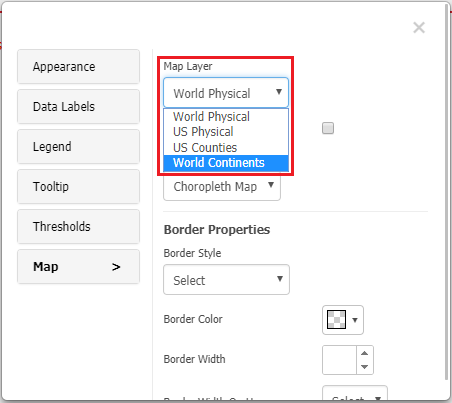 ×
Appearance
Data Labels
Legend
Tooltip
Thresholds
Map >
Map Layer
World Physical
World Physical
US Physical
US Counties
World Continents
Choropleth Map
Border Properties
Border Style
Select
Border Color
Border Width
Select